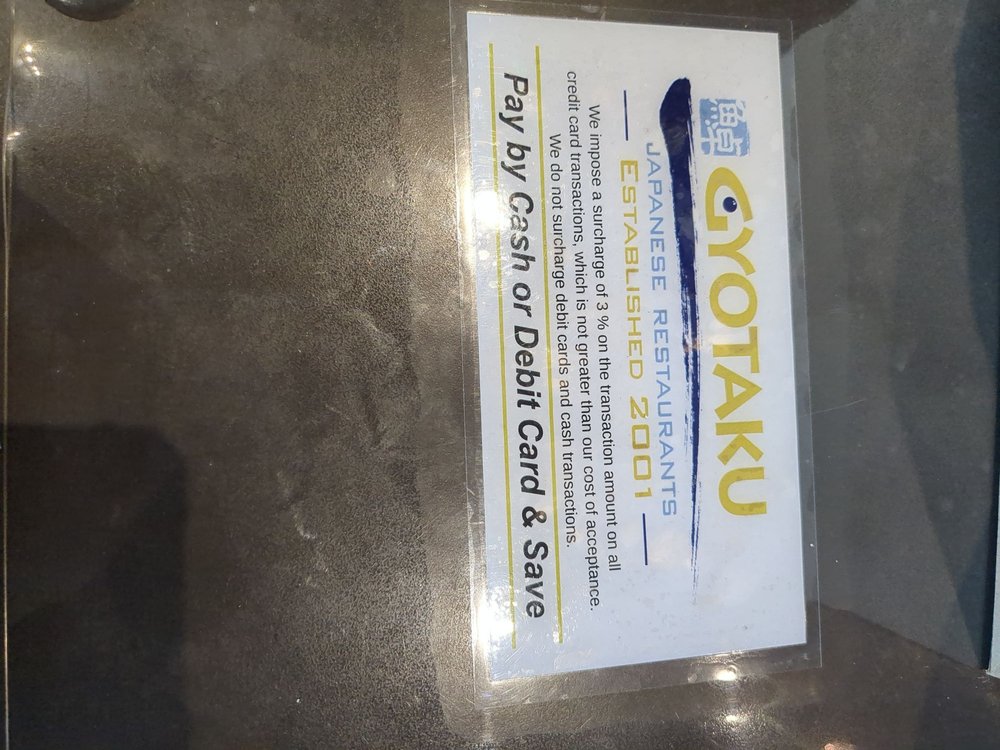 魚卓
GYOTAKU
JAPANESE RESTAURANTS
ESTABLISHED 2001
We impose a surcharge of 3 % on the transaction amount on all
credit card transactions, which is not greater than our cost of acceptance.
We do not surcharge debit cards and cash transactions.
Pay by Cash or Debit Card & Save